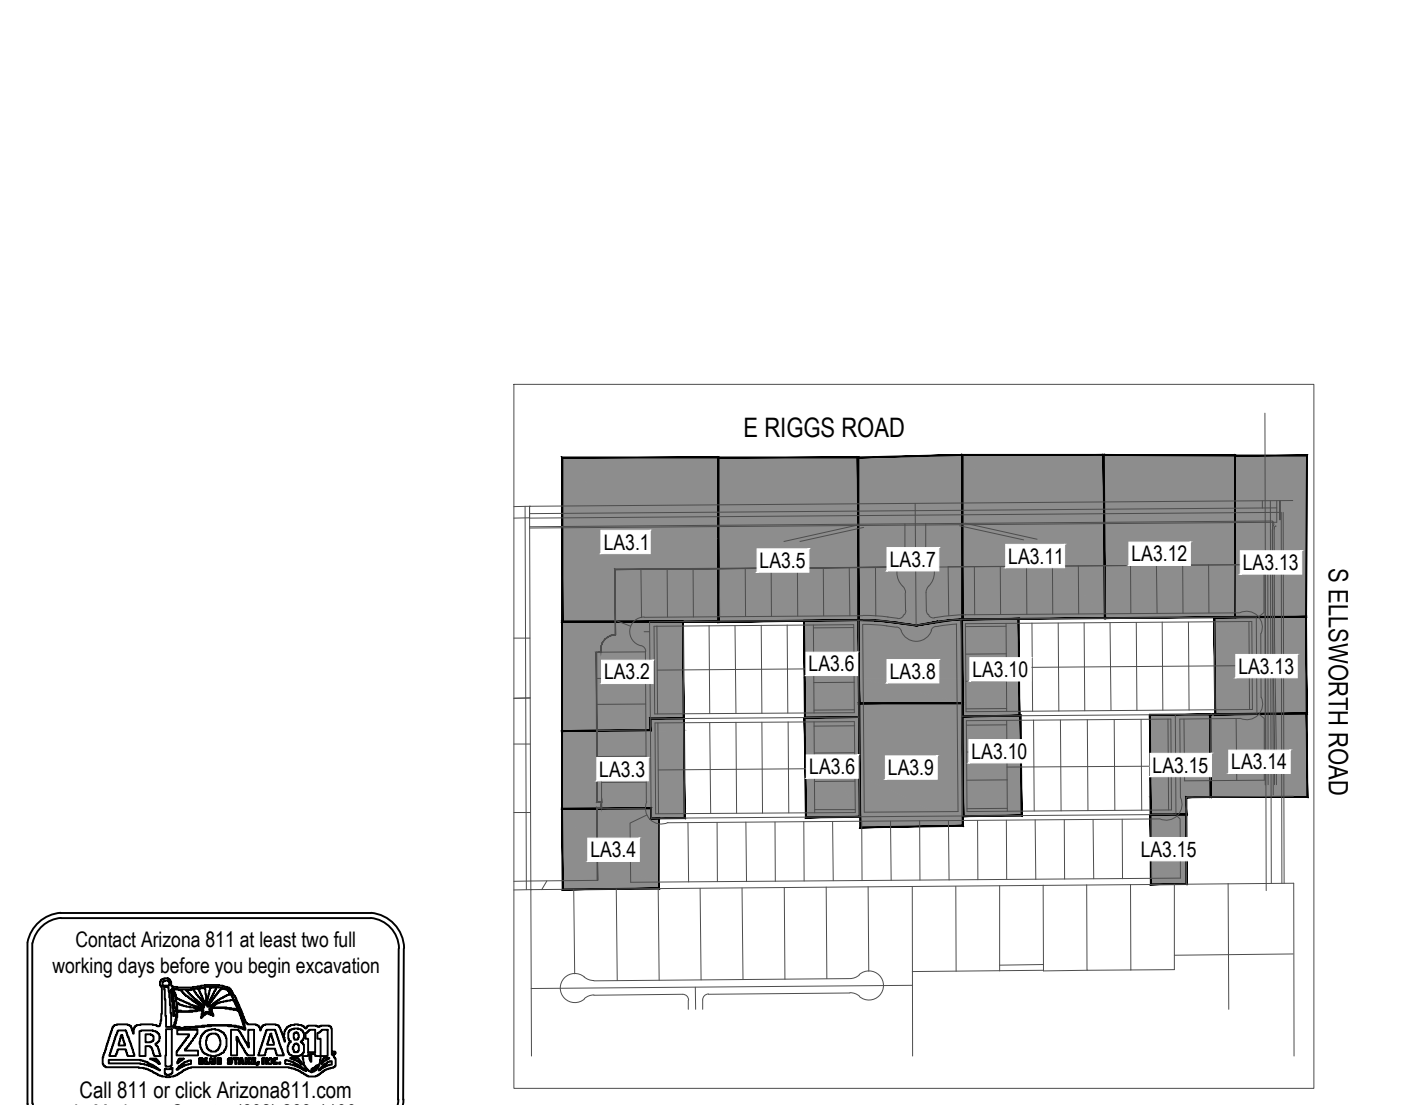 E RIGGS ROAD
LA3.1
LA3.5
LA3.7
LA3.11
LA3.12
LA3.13
S ELLSWORTH ROAD
LA3.2
LA3.6
LA3.8
LA3.10
LA3.13
LA3.3
LA3.6
LA3.9
LA3.10
LA3.15
LA3.14
LA3.4
LA3.15
Contact Arizona 811 at least two full
working days before you begin excavation
ARIZONA811
BLUE STAKE, INC.
Call 811 or click Arizona811.com